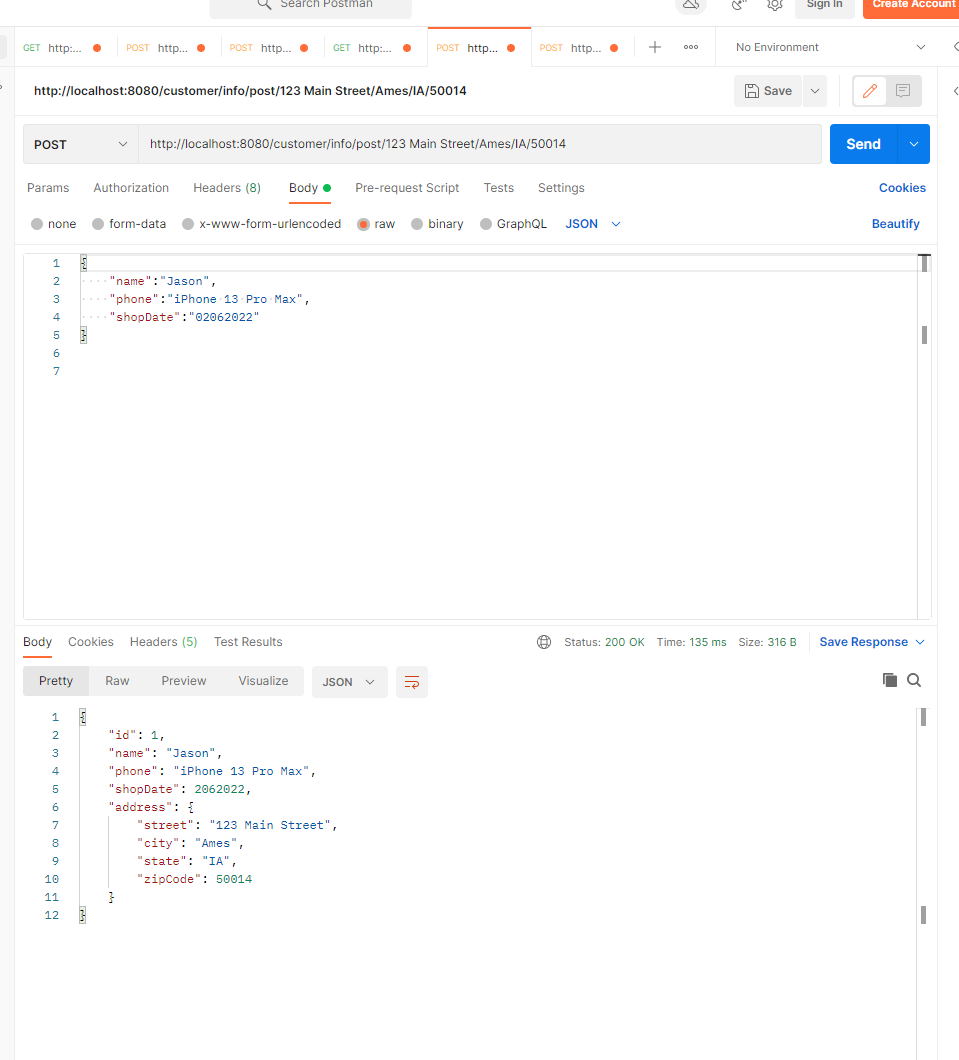 Search Postman Sign In Create Account
GET http:... POST http... POST http... GET http:... POST http... POST http... No Environment
http://localhost:8080/customer/info/post/123 Main Street/Ames/IA/50014 Save
POST http://localhost:8080/customer/info/post/123 Main Street/Ames/IA/50014 Send
Params Authorization Headers (8) Body Pre-request Script Tests Settings Cookies
none form-data x-www-form-urlencoded raw binary GraphQL JSON Beautify
1 {
2 "name":"Jason",
3 "phone":"iPhone 13 Pro Max",
4 "shopDate":"02062022"
5 }
6
7
Body Cookies Headers (5) Test Results Status: 200 OK Time: 135 ms Size: 316 B Save Response
Pretty Raw Preview Visualize JSON
1 {
2 "id": 1,
3 "name": "Jason",
4 "phone": "iPhone 13 Pro Max",
5 "shopDate": 2062022,
6 "address": {
7 "street": "123 Main Street",
8 "city": "Ames",
9 "state": "IA",
10 "zipCode": 50014
11 }
12 }